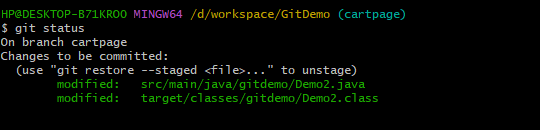 HP@DESKTOP-B71KROO MINGW64 /d/workspace/GitDemo (cartpage)
$ git status
On branch cartpage
Changes to be committed:
  (use "git restore --staged <file>..." to unstage)
        modified:   src/main/java/gitdemo/Demo2.java
        modified:   target/classes/gitdemo/Demo2.class